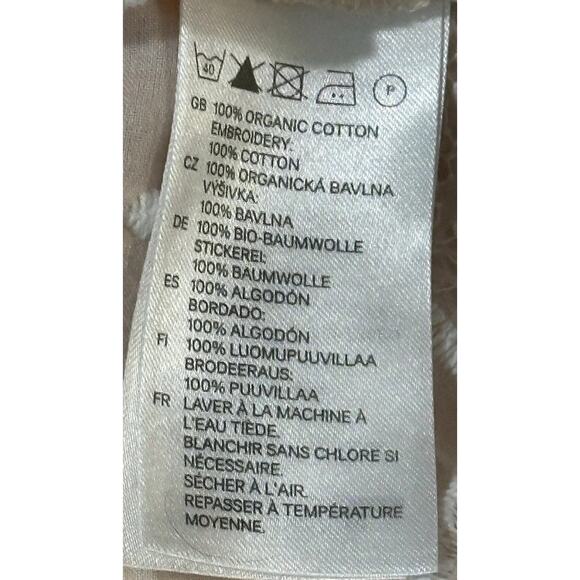 40 P
GB 100% ORGANIC COTTON
EMBROIDERY:
100% COTTON
CZ 100% ORGANICKÁ BAVLNA
VÝŠIVKA:
100% BAVLNA
DE 100% BIO-BAUMWOLLE
STICKEREI:
100% BAUMWOLLE
ES 100% ALGODÓN
BORDADO:
100% ALGODÓN
FI 100% LUOMUPUUVILLAA
BRODEERAUS:
100% PUUVILLAA
FR LAVER À LA MACHINE À
L'EAU TIÈDE.
BLANCHIR SANS CHLORE SI
NÉCESSAIRE.
SÉCHER À L'AIR.
REPASSER À TEMPÉRATURE
MOYENNE.